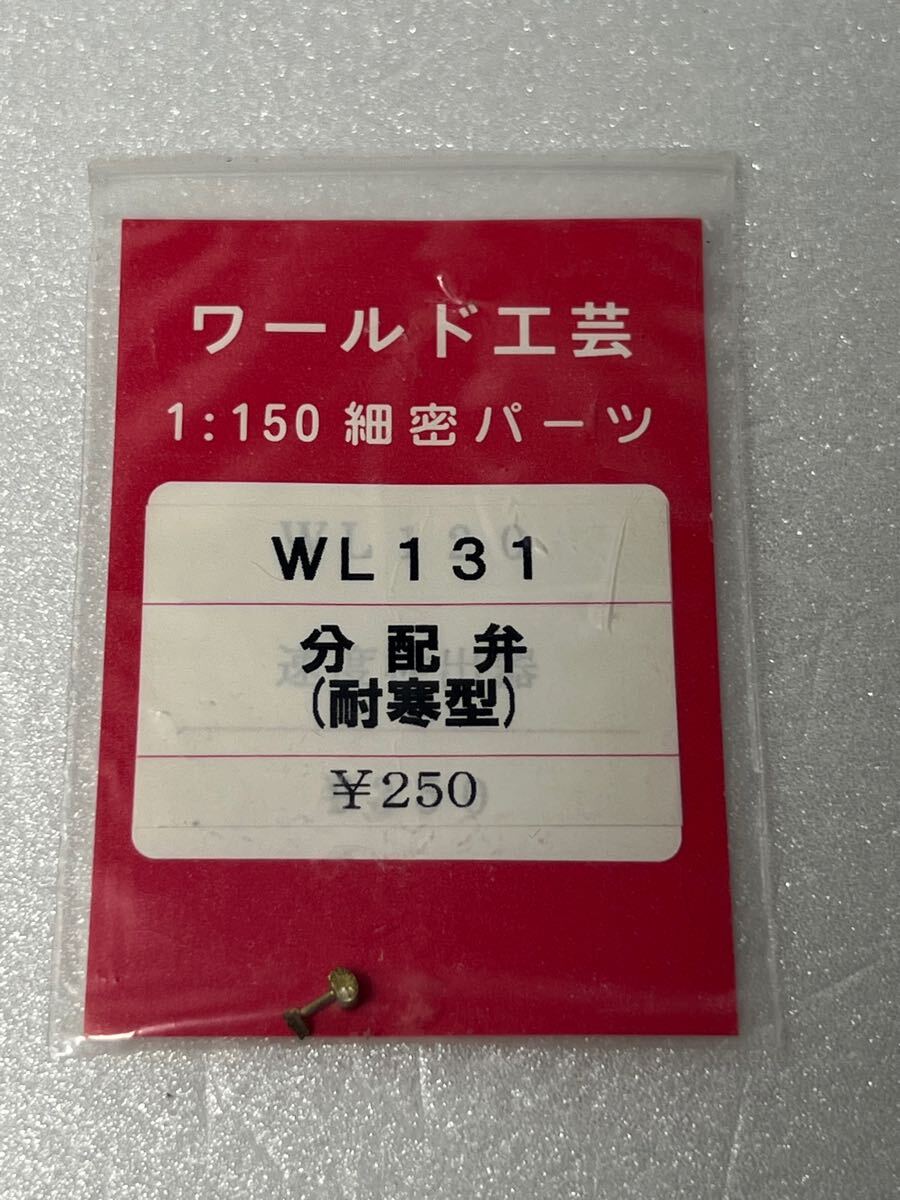 ワールド工芸
1:150 細密パーツ
WL131
分配弁
(耐寒型)
¥250